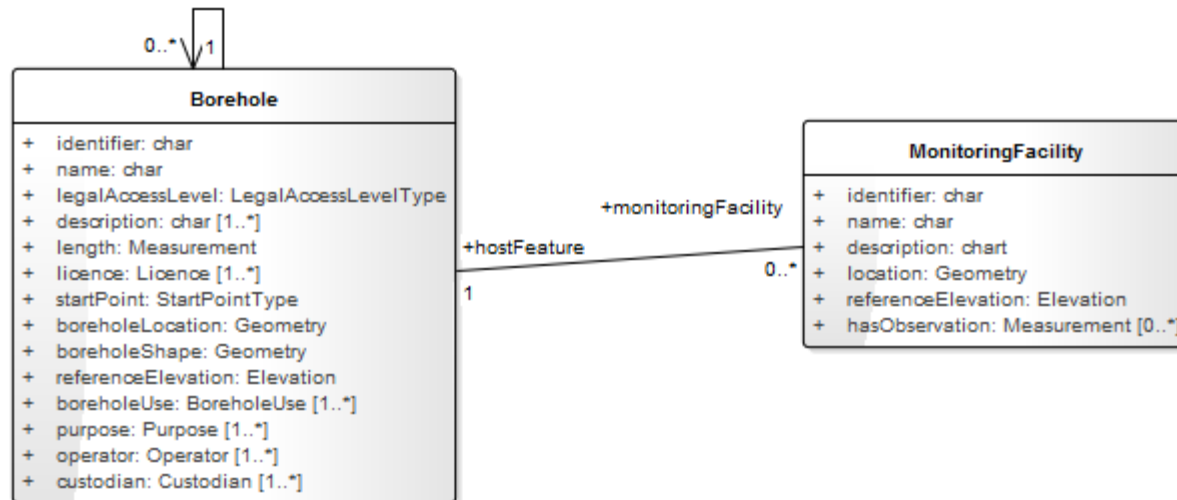 0..*
1
Borehole
+ identifier: char
+ name: char
+ legalAccessLevel: LegalAccessLevelType
+ description: char [1..*]
+ length: Measurement
+ licence: Licence [1..*]
+ startPoint: StartPointType
+ boreholeLocation: Geometry
+ boreholeShape: Geometry
+ referenceElevation: Elevation
+ boreholeUse: BoreholeUse [1..*]
+ purpose: Purpose [1..*]
+ operator: Operator [1..*]
+ custodian: Custodian [1..*]
+hostFeature
1
+monitoringFacility
0..*
MonitoringFacility
+ identifier: char
+ name: char
+ description: chart
+ location: Geometry
+ referenceElevation: Elevation
+ hasObservation: Measurement [0..*]